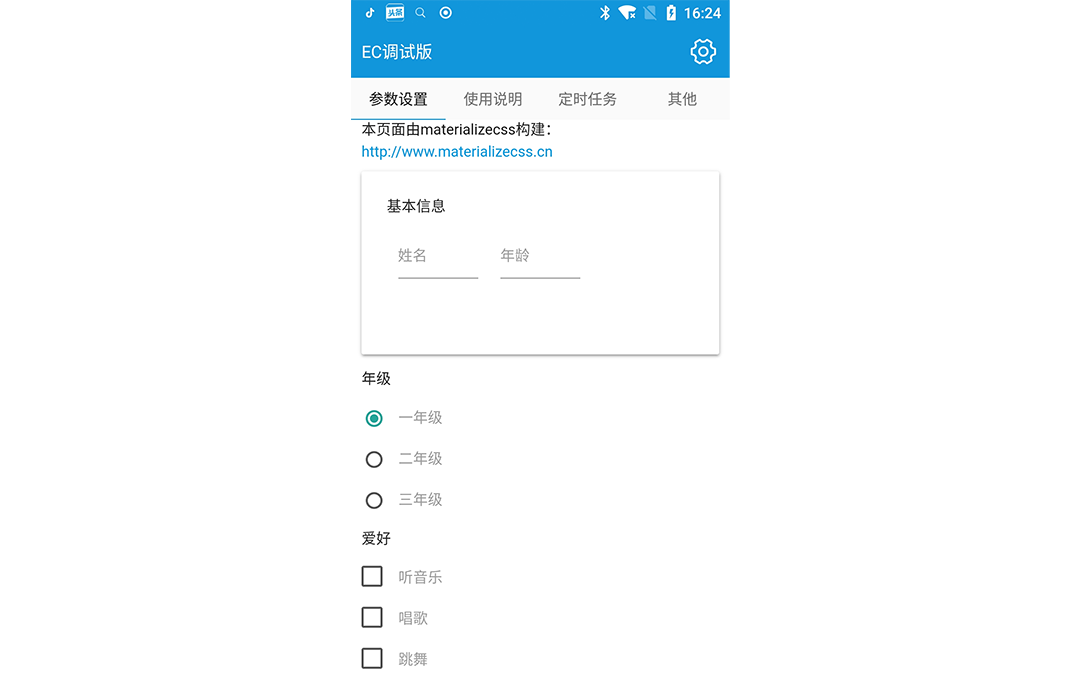 头条 16:24
EC调试版
参数设置 使用说明 定时任务 其他
本页面由materializecss构建：
http://www.materializecss.cn
基本信息
姓名 年龄
年级
一年级
二年级
三年级
爱好
听音乐
唱歌
跳舞